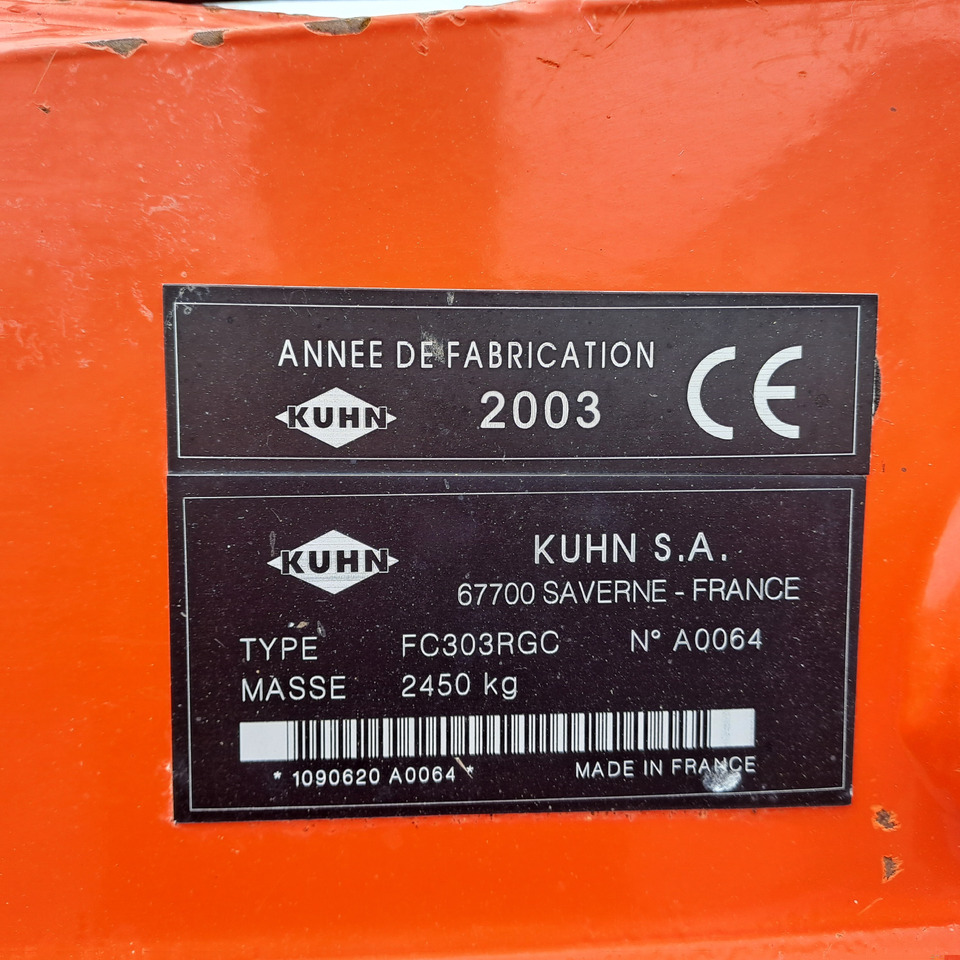 ANNEE DE FABRICATION
KUHN 2003 CE
KUHN KUHN S.A.
67700 SAVERNE - FRANCE
TYPE FC303RGC N° A0064
MASSE 2450 kg
* 1090620 A0064 * MADE IN FRANCE